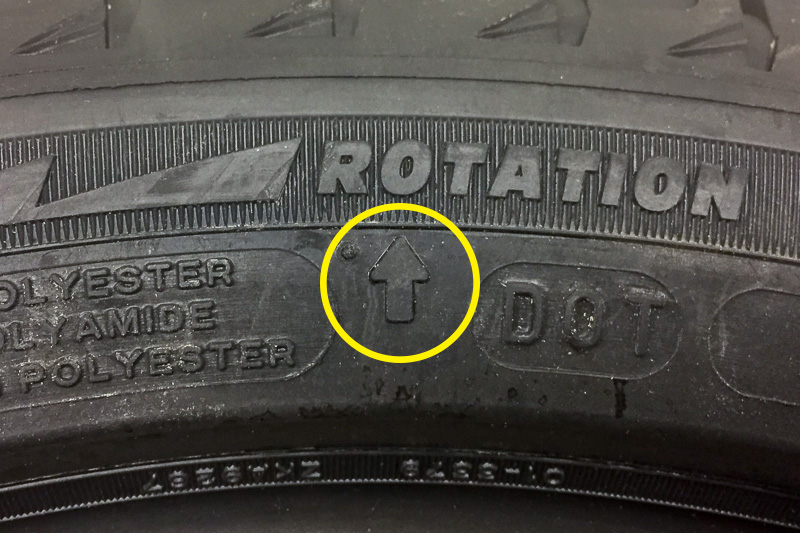 ROTATION
OLYESTER
OLYAMIDE
POLYESTER
DOT